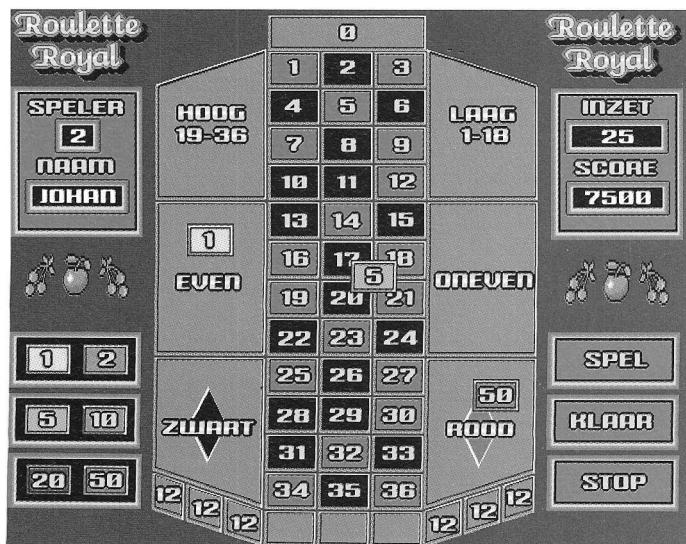 Roulette
Royal
0
Roulette
Royal
SPELER
2
NAAM
JOHAN
HOOG
19-36
1 2 3
4 5 6
7 8 9
10 11 12
LAAG
1-18
INZET
25
SCORE
7500
1
EVEN
13 14 15
16 17 18
5
19 20 21
22 23 24
ONEVEN
1 2
5 10
20 50
ZWART
25 26 27
28 29 30
31 32 33
34 35 36
50
ROOD
SPEL
KLAAR
STOP
12 12 12
12 12 12